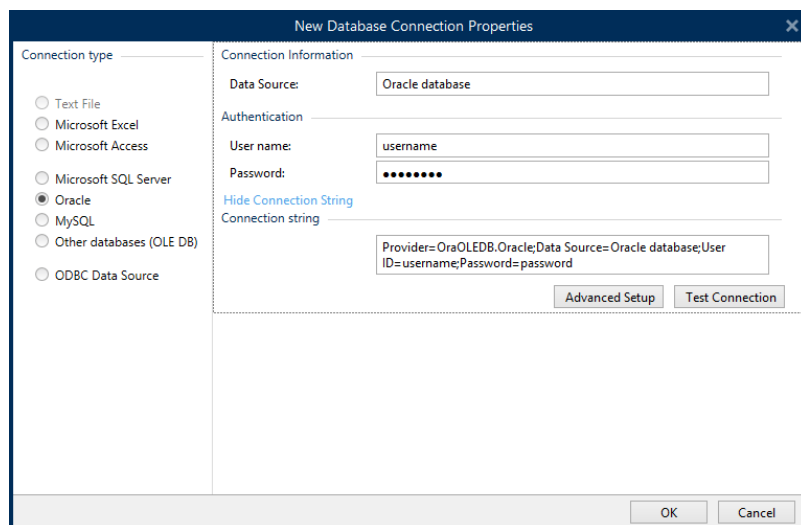 New Database Connection Properties
Connection type
Text File
Microsoft Excel
Microsoft Access
Microsoft SQL Server
Oracle
MySQL
Other databases (OLE DB)
ODBC Data Source
Connection Information
Data Source:
Oracle database
Authentication
User name:
username
Password:
••••••••
Hide Connection String
Connection string
Provider=OraOLEDB.Oracle;Data Source=Oracle database;User
ID=username;Password=password
Advanced Setup
Test Connection
OK
Cancel